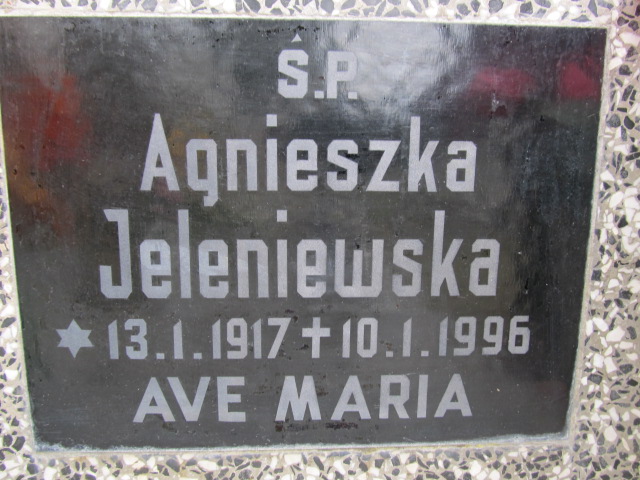 Ś.P.
Agnieszka
Jeleniewska
✶ 13.1.1917 ✝ 10.1.1996
AVE MARIA